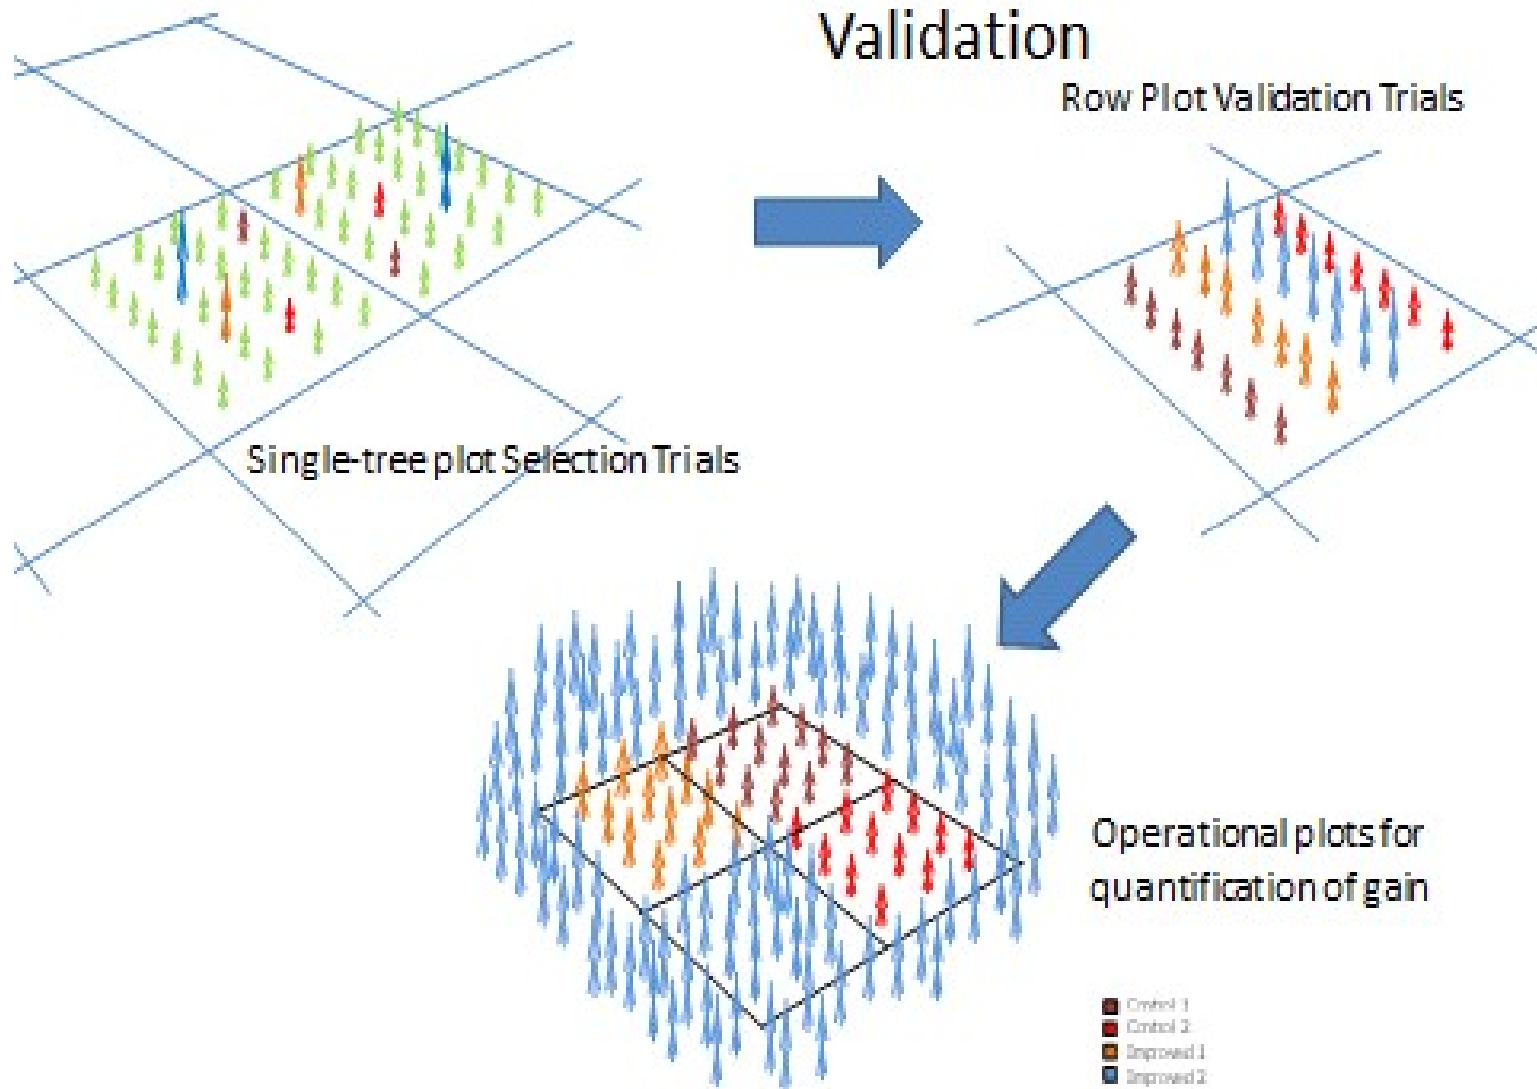 Validation
Row Plot Validation Trials
Single-tree plot Selection Trials
Operational plots for
quantification of gain
Control 1
Control 2
Improved 1
Improved 2